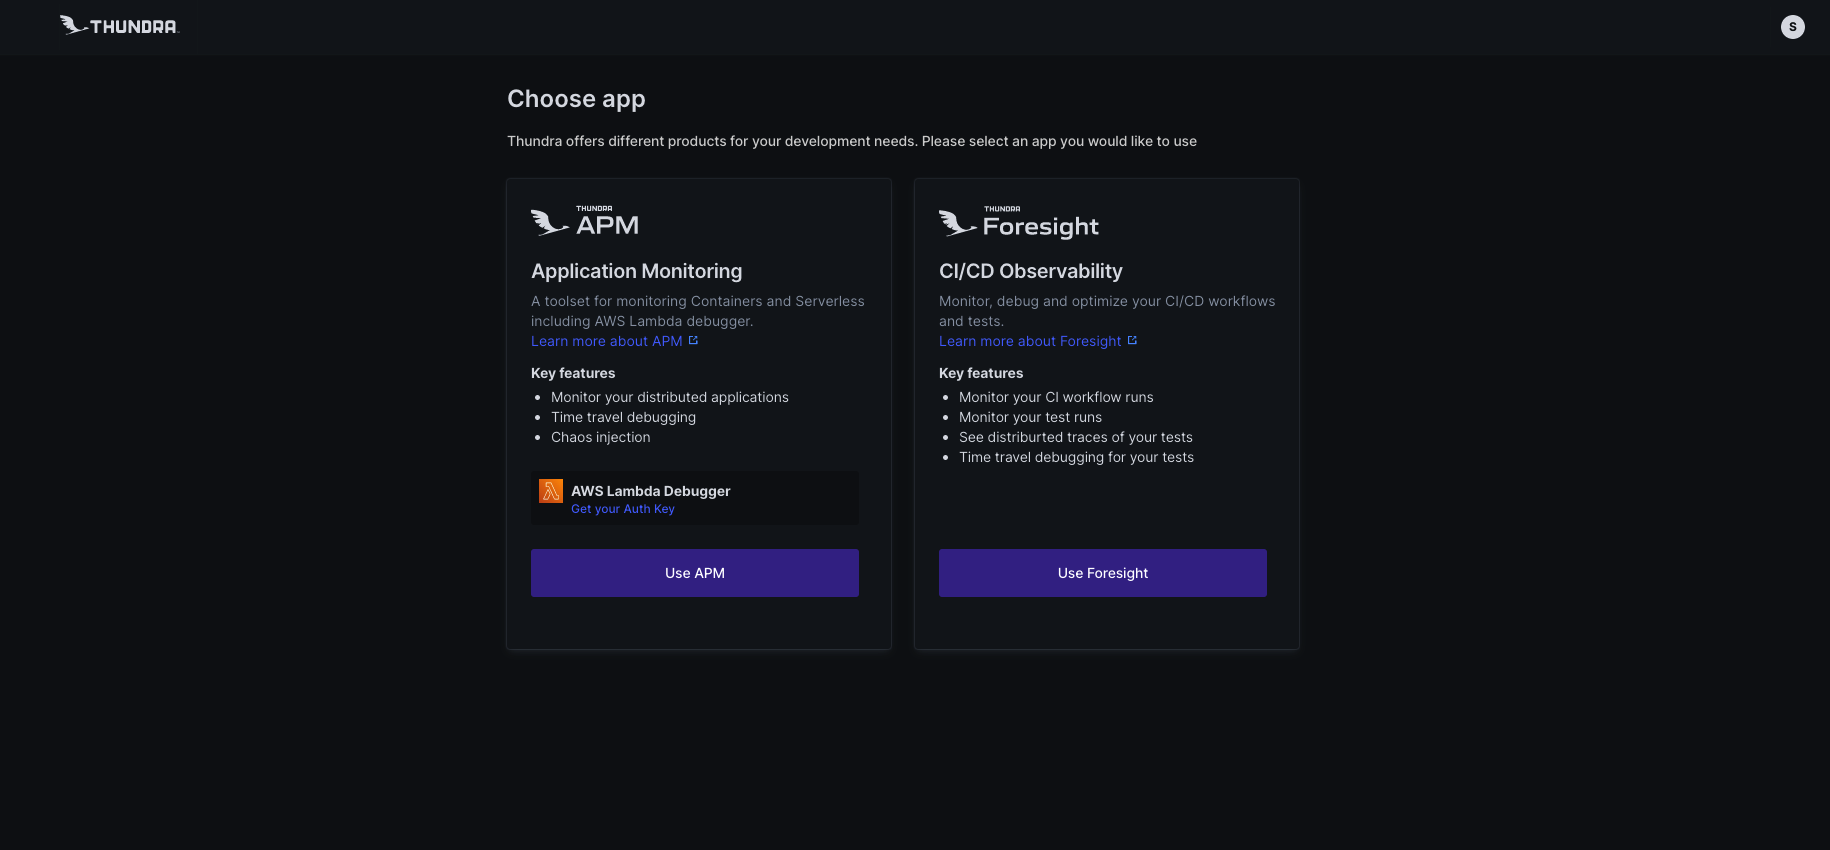 THUNDRA
S
Choose app
Thundra offers different products for your development needs. Please select an app you would like to use
THUNDRA
APM
Application Monitoring
A toolset for monitoring Containers and Serverless
including AWS Lambda debugger.
Learn more about APM
Key features
• Monitor your distributed applications
• Time travel debugging
• Chaos injection
AWS Lambda Debugger
Get your Auth Key
Use APM
THUNDRA
Foresight
CI/CD Observability
Monitor, debug and optimize your CI/CD workflows
and tests.
Learn more about Foresight
Key features
• Monitor your CI workflow runs
• Monitor your test runs
• See distriburted traces of your tests
• Time travel debugging for your tests
Use Foresight